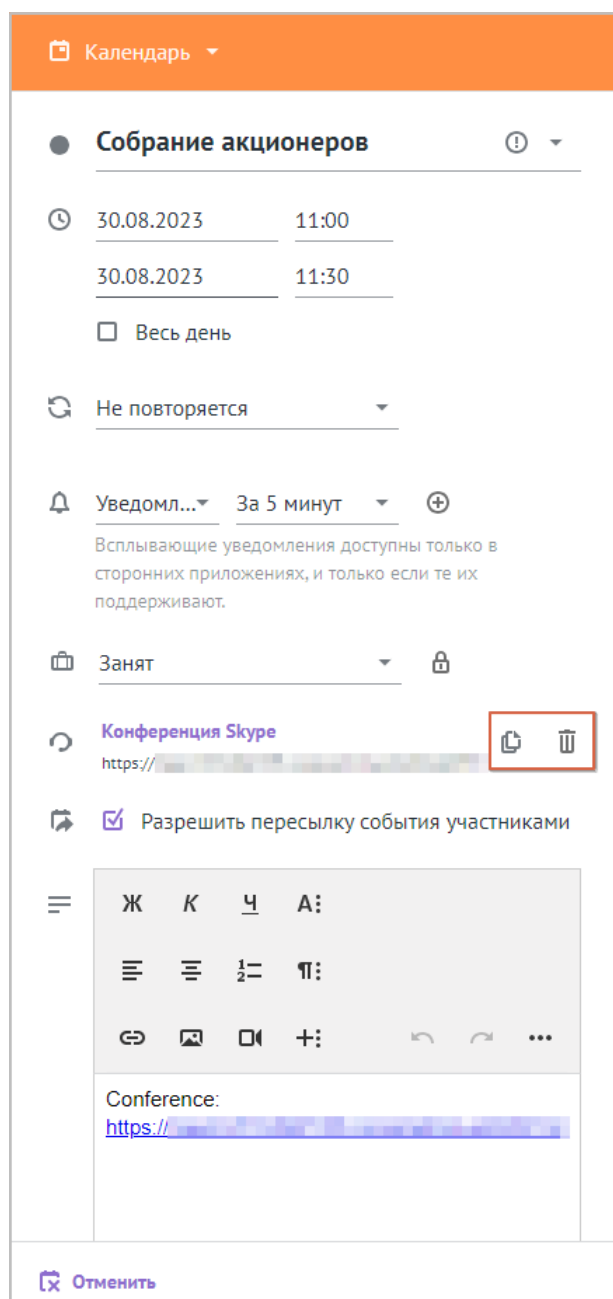 Календарь
Собрание акционеров
30.08.2023 11:00
30.08.2023 11:30
Весь день
Не повторяется
Уведомл... За 5 минут
Всплывающие уведомления доступны только в
сторонних приложениях, и только если те их
поддерживают.
Занят
Конференция Skype
https://
Разрешить пересылку события участниками
Ж К Ч A
Conference:
https://
Отменить